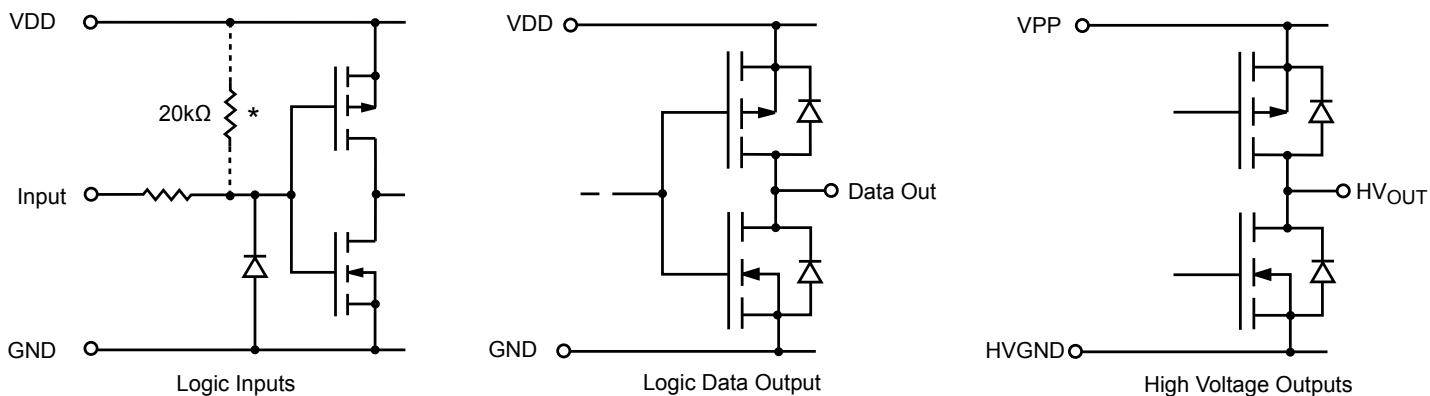 VDD
20kΩ *
Input
GND
Logic Inputs
VDD
Data Out
GND
Logic Data Output
VPP
HVOUT
HVGND
High Voltage Outputs